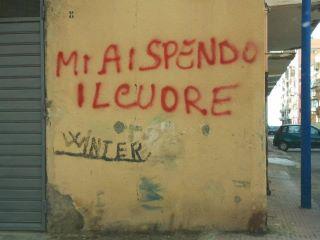 MI AI SPENDO
IL CUORE
WINTER